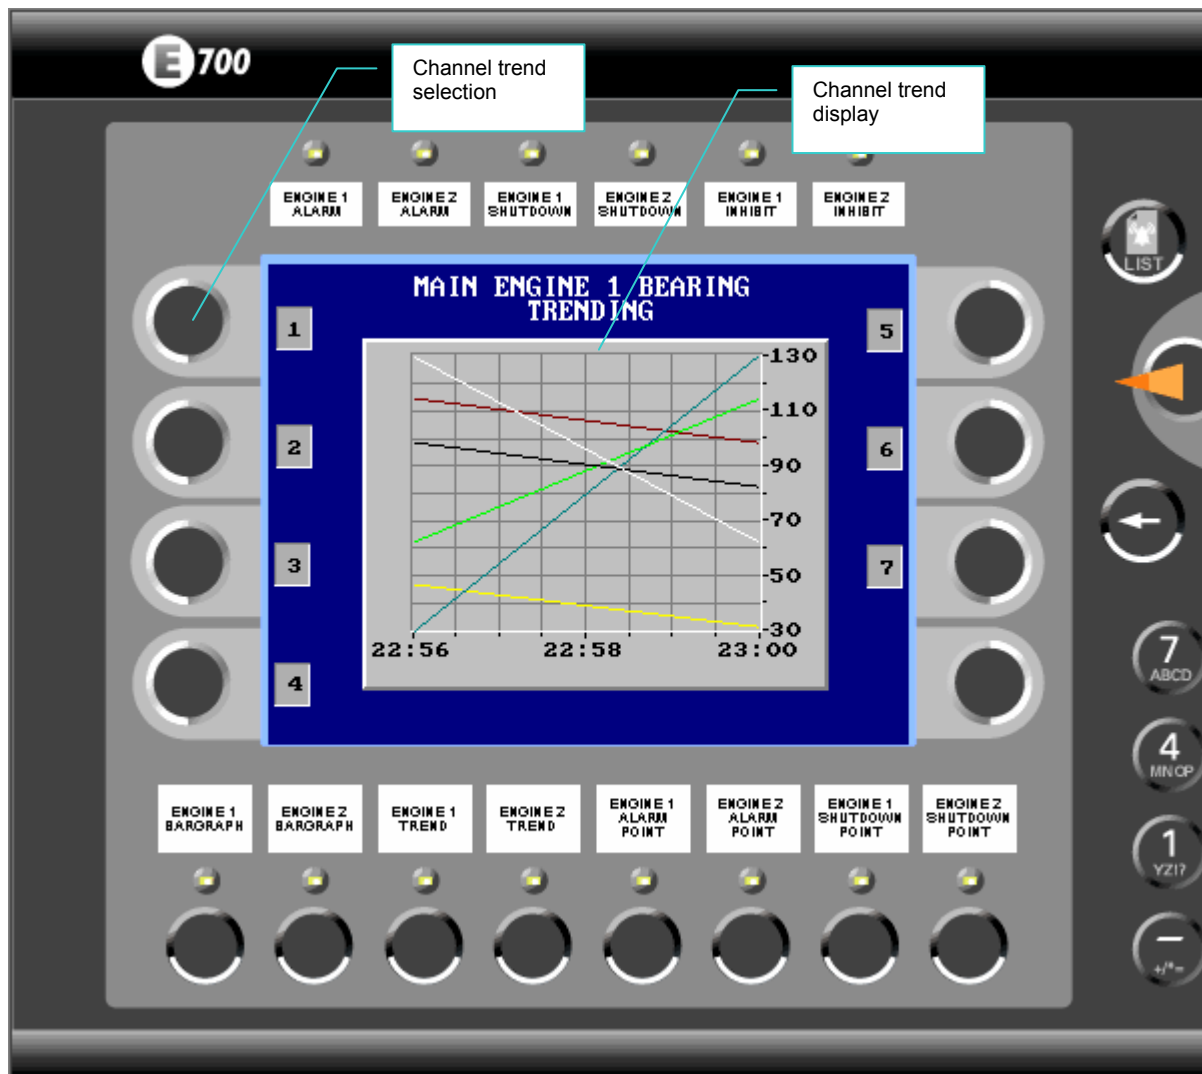 E700
Channel trend
selection
Channel trend
display
ENGINE 1
ALARM
ENGINE 2
ALARM
ENGINE 1
SHUTDOWN
ENGINE 2
SHUTDOWN
ENGINE 1
INHIBIT
ENGINE 2
INHIBIT
LIST
MAIN ENGINE 1 BEARING
TRENDING
1
2
3
4
5
6
7
-130
-110
-90
-70
-50
-30
22:56
22:58
23:00
7
ABCD
4
MNOP
1
YZ!?
+/*=
ENGINE 1
BARGRAPH
ENGINE 2
BARGRAPH
ENGINE 1
TREND
ENGINE 2
TREND
ENGINE 1
ALARM
POINT
ENGINE 2
ALARM
POINT
ENGINE 1
SHUTDOWN
POINT
ENGINE 2
SHUTDOWN
POINT